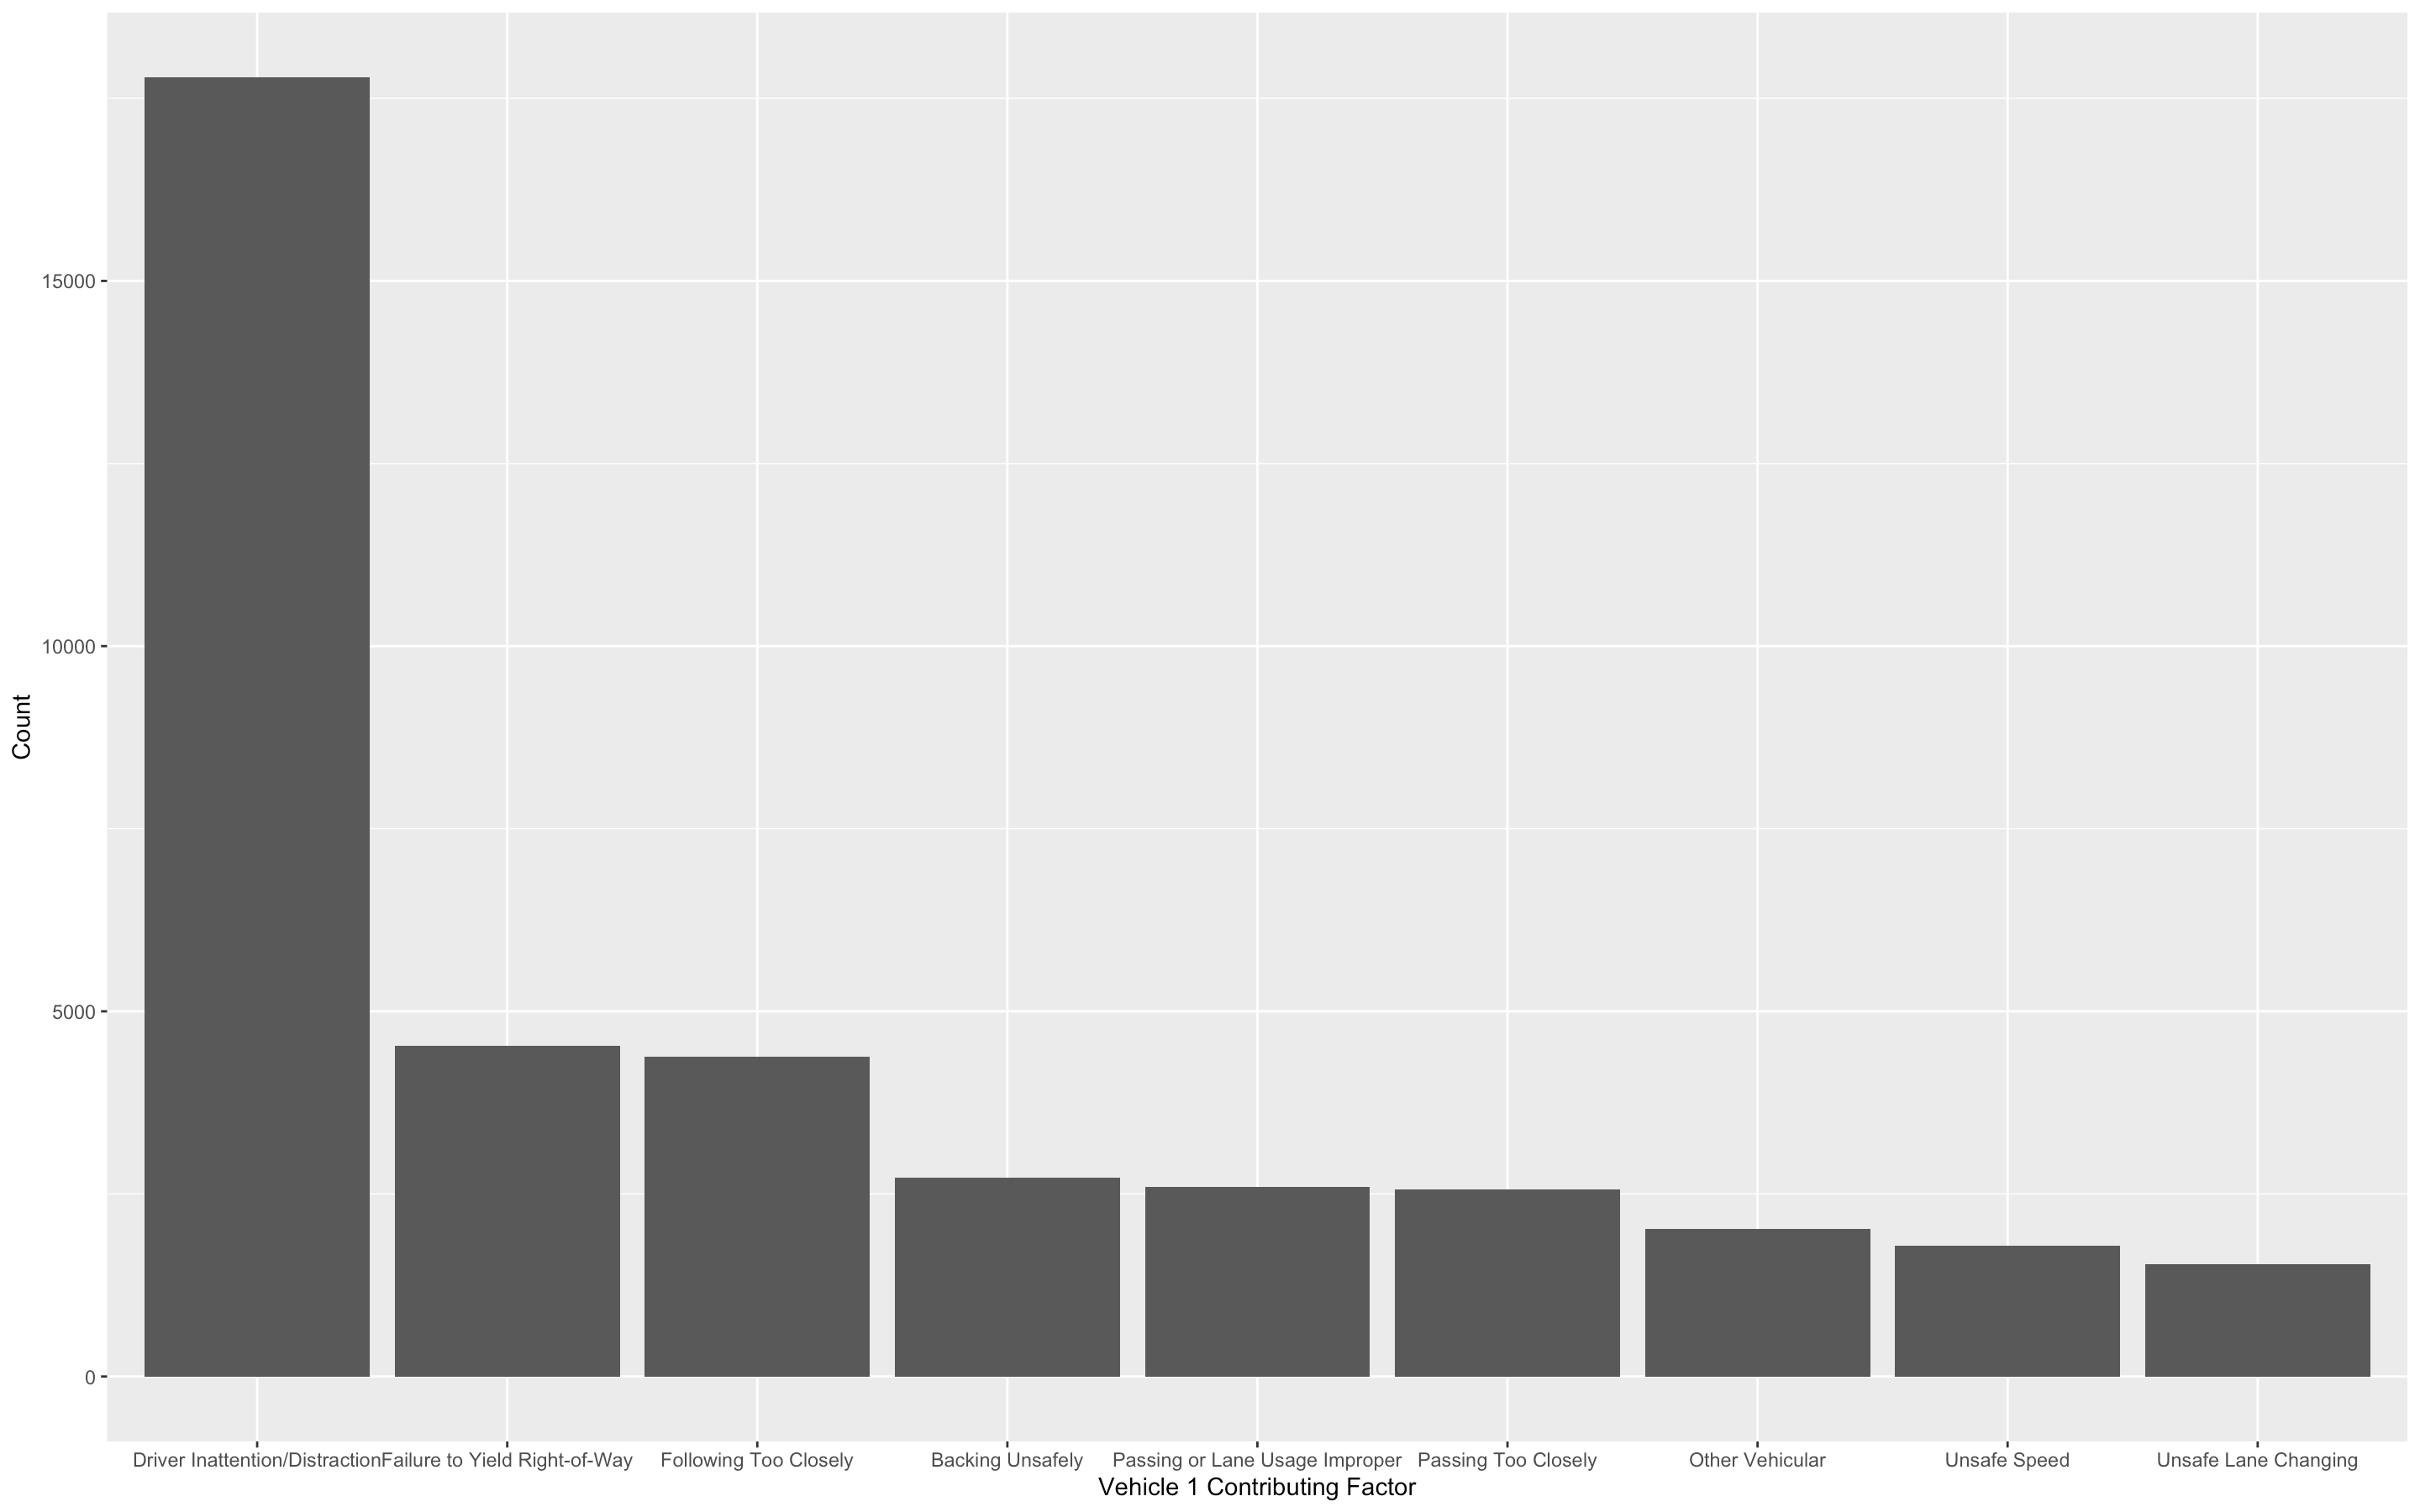 Count
15000
10000
5000
0
Driver Inattention/Distraction Failure to Yield Right-of-Way Following Too Closely Backing Unsafely Passing or Lane Usage Improper Passing Too Closely Other Vehicular Unsafe Speed Unsafe Lane Changing
Vehicle 1 Contributing Factor